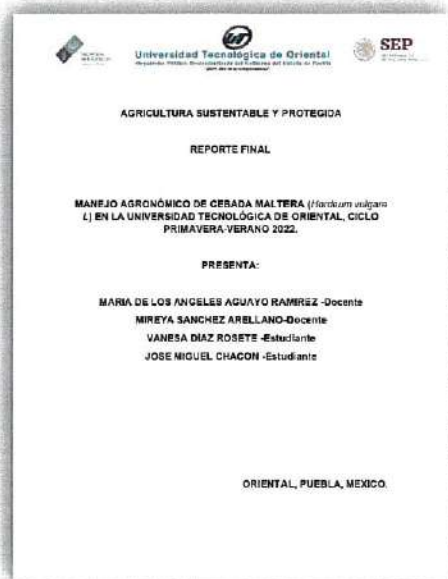 Universidad Tecnológica de Oriental
SEP
AGRICULTURA SUSTENTABLE Y PROTEGIDA
REPORTE FINAL
MANEJO AGRONÓMICO DE CEBADA MALTERA (Hordeum vulgare
L) EN LA UNIVERSIDAD TECNOLÓGICA DE ORIENTAL, CICLO
PRIMAVERA-VERANO 2022.
PRESENTA:
MARIA DE LOS ANGELES AGUAYO RAMIREZ -Docente
MIREYA SANCHEZ ARELLANO-Docente
VANESA DÍAZ ROSETE -Estudiante
JOSE MIGUEL CHACON -Estudiante
ORIENTAL, PUEBLA, MEXICO.